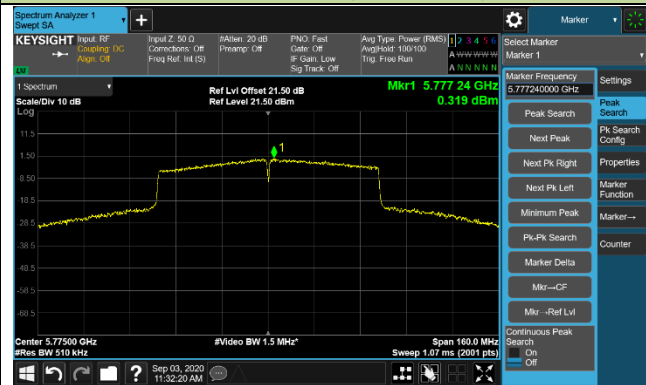 Spectrum Analyzer 1
Swept SA
Marker
KEYSIGHT
Input: RF
Coupling: DC
Align: Off
Input Z: 50 Ω
Corrections: Off
Freq Ref: Int (S)
#Atten: 20 dB
Preamp: Off
PNO: Fast
Gate: Off
IF Gain: Low
Sig Track: Off
Avg Type: Power (RMS)
Avg|Hold: 100/100
Trig: Free Run
1 2 3 4 5 6
A W W W W W
A N N N N N
LXI
Select Marker
Marker 1
1 Spectrum
Scale/Div 10 dB
Log
Ref Lvl Offset 21.50 dB
Ref Level 21.50 dBm
Mkr1 5.777 24 GHz
0.319 dBm
11.5
1.50
-8.50
-18.5
-28.5
-38.5
-48.5
-58.5
-68.5
1
Center 5.77500 GHz
#Res BW 510 kHz
#Video BW 1.5 MHz*
Span 160.0 MHz
Sweep 1.07 ms (2001 pts)
Marker Frequency
5.777240000 GHz
Peak Search
Next Peak
Next Pk Right
Next Pk Left
Minimum Peak
Pk-Pk Search
Marker Delta
Mkr→CF
Mkr→Ref Lvl
Continuous Peak
Search
On
Off
Settings
Peak
Search
Pk Search
Config
Properties
Marker
Function
Marker→
Counter
Sep 03, 2020
11:32:20 AM